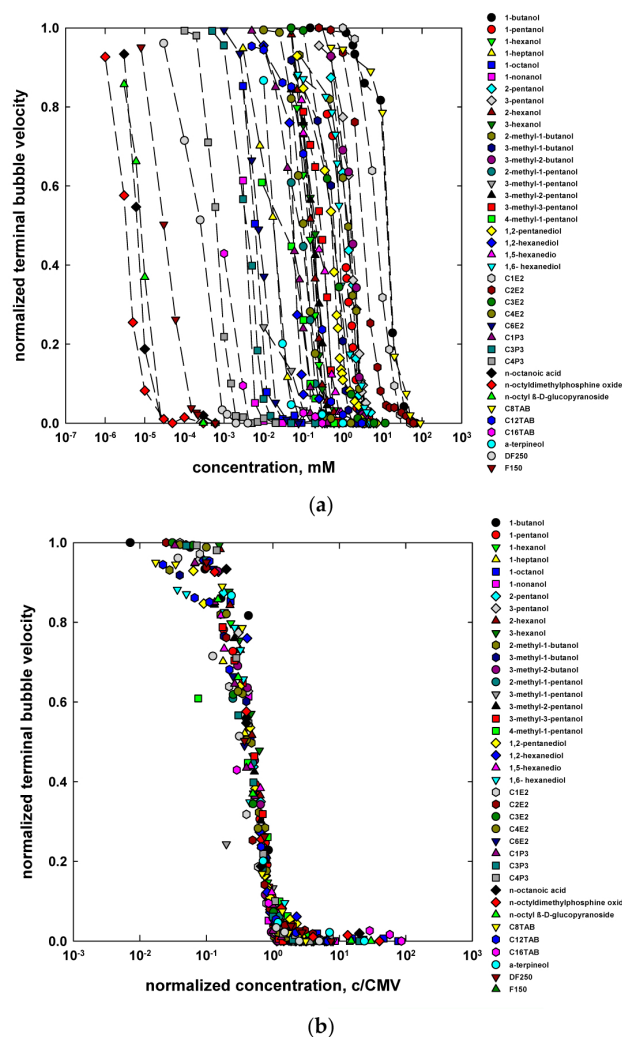 (a)
normalized terminal bubble velocity
1.0
0.8
0.6
0.4
0.2
0.0
10-7
10-6
10-5
10-4
10-3
10-2
10-1
100
101
102
103
concentration, mM
1-butanol
1-pentanol
1-hexanol
1-heptanol
1-octanol
1-nonanol
2-pentanol
3-pentanol
2-hexanol
3-hexanol
2-methyl-1-butanol
3-methyl-1-butanol
3-methyl-2-butanol
2-methyl-1-pentanol
3-methyl-1-pentanol
3-methyl-2-pentanol
3-methyl-3-pentanol
4-methyl-1-pentanol
1,2-pentanediol
1,2-hexanediol
1,5-hexanedio
1,6- hexanediol
C1E2
C2E2
C3E2
C4E2
C6E2
C1P3
C3P3
C4P3
n-octanoic acid
n-octyldimethylphosphine oxide
n-octyl ß-D-glucopyranoside
C8TAB
C12TAB
C16TAB
a-terpineol
DF250
F150
normalized terminal bubble velocity
1.0
0.8
0.6
0.4
0.2
0.0
10-3
10-2
10-1
100
101
102
103
normalized concentration, c/CMV
1-butanol
1-pentanol
1-hexanol
1-heptanol
1-octanol
1-nonanol
2-pentanol
3-pentanol
2-hexanol
3-hexanol
2-methyl-1-butanol
3-methyl-1-butanol
3-methyl-2-butanol
2-methyl-1-pentanol
3-methyl-1-pentanol
3-methyl-2-pentanol
3-methyl-3-pentanol
4-methyl-1-pentanol
1,2-pentanediol
1,2-hexanediol
1,5-hexanedio
1,6- hexanediol
C1E2
C2E2
C3E2
C4E2
C6E2
C1P3
C3P3
C4P3
n-octanoic acid
n-octyldimethylphosphine oxid
n-octyl ß-D-glucopyranoside
C8TAB
C12TAB
C16TAB
a-terpineol
DF250
F150
(b)